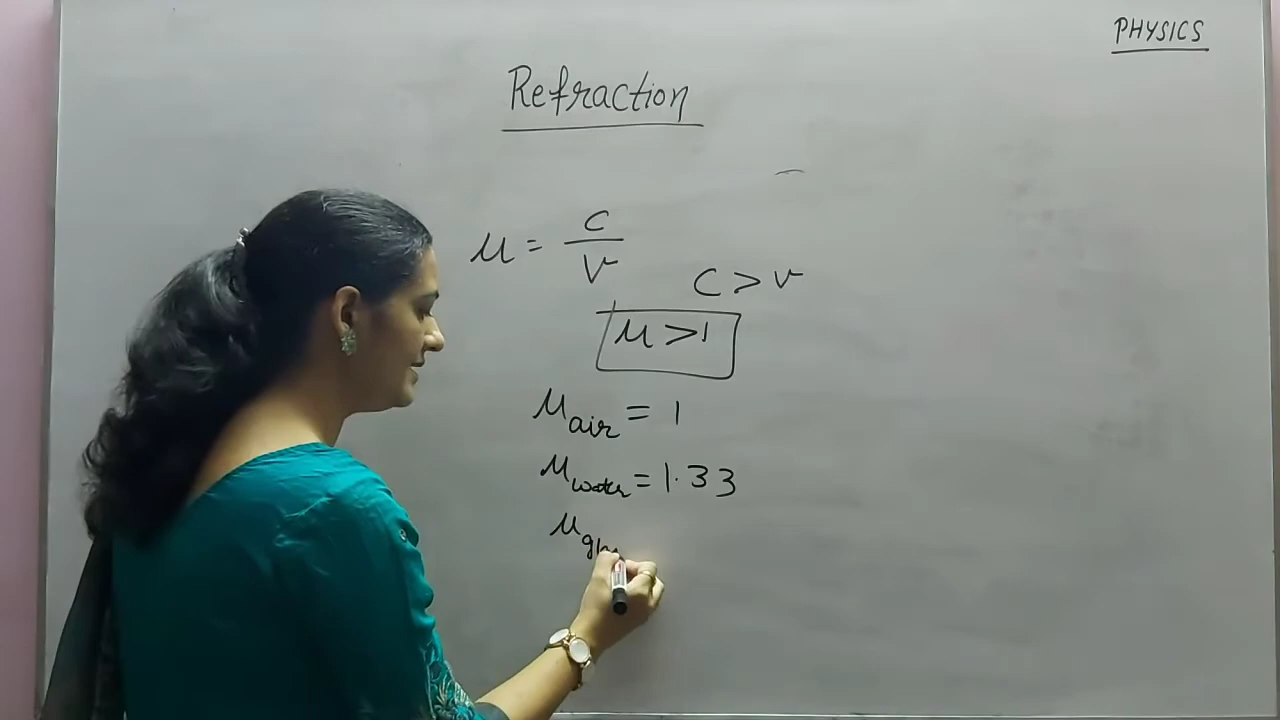 PHYSICS
Refraction
μ = c/v
C > v
μ > 1
μair = 1
μwater = 1.33
μ